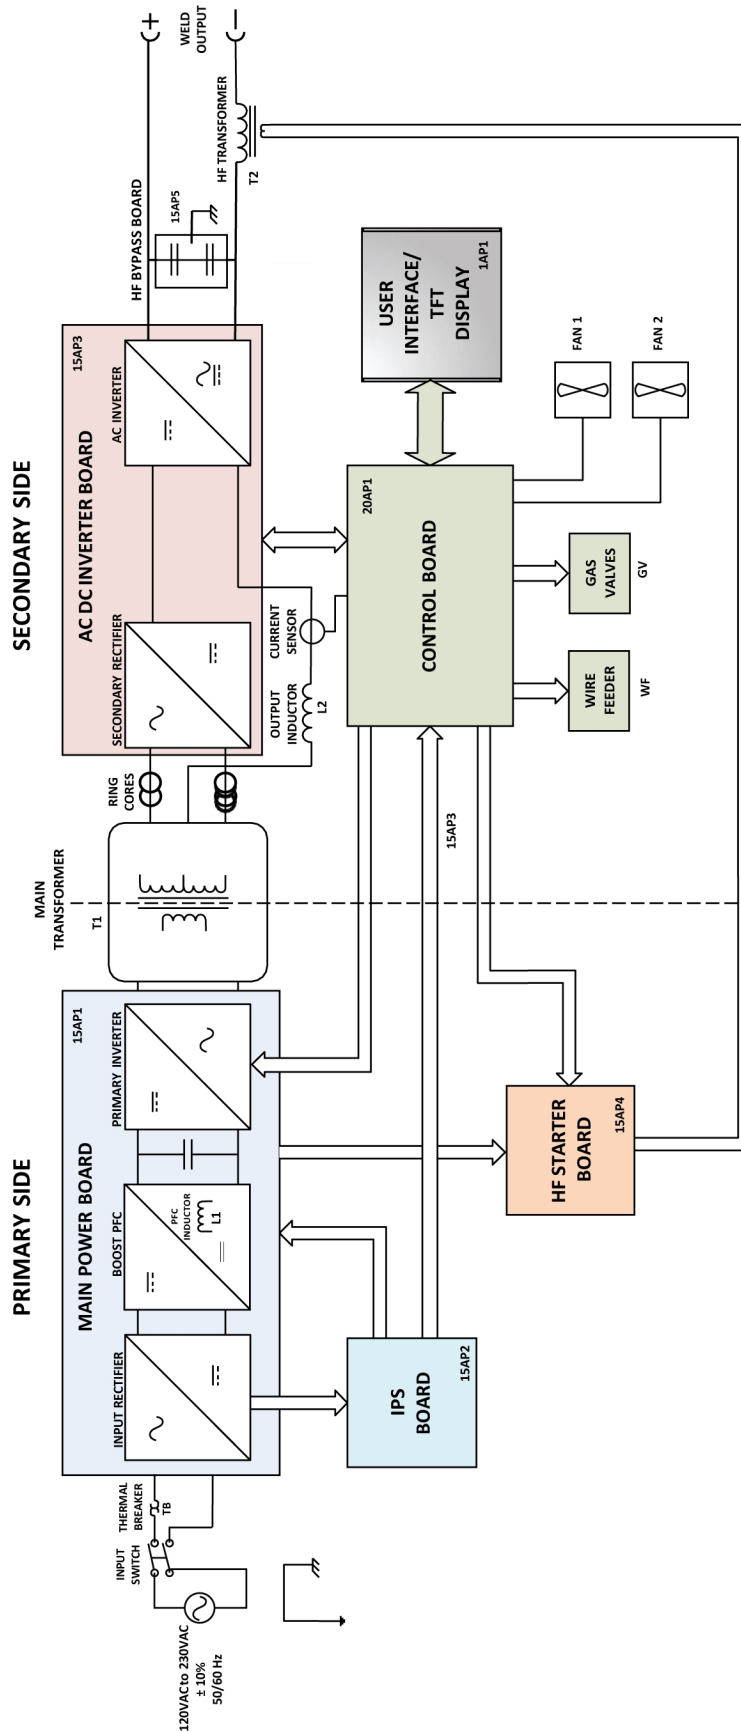 PRIMARY SIDE
SECONDARY SIDE
120VAC to 230VAC
± 10%
50/60 Hz
INPUT
SWITCH
THERMAL
BREAKER
TB
MAIN POWER BOARD
15AP1
INPUT RECTIFIER
BOOST PFC
PFC
INDUCTOR
L1
PRIMARY INVERTER
MAIN
TRANSFORMER
T1
RING
CORES
AC DC INVERTER BOARD
15AP3
SECONDARY RECTIFIER
AC INVERTER
OUTPUT
INDUCTOR
L2
CURRENT
SENSOR
HF BYPASS BOARD
15AP5
HF TRANSFORMER
T2
WELD
OUTPUT
+
−
IPS
BOARD
15AP2
15AP3
CONTROL BOARD
20AP1
USER
INTERFACE/
TFT
DISPLAY
1AP1
HF STARTER
BOARD
15AP4
WIRE
FEEDER
WF
GAS
VALVES
GV
FAN 1
FAN 2